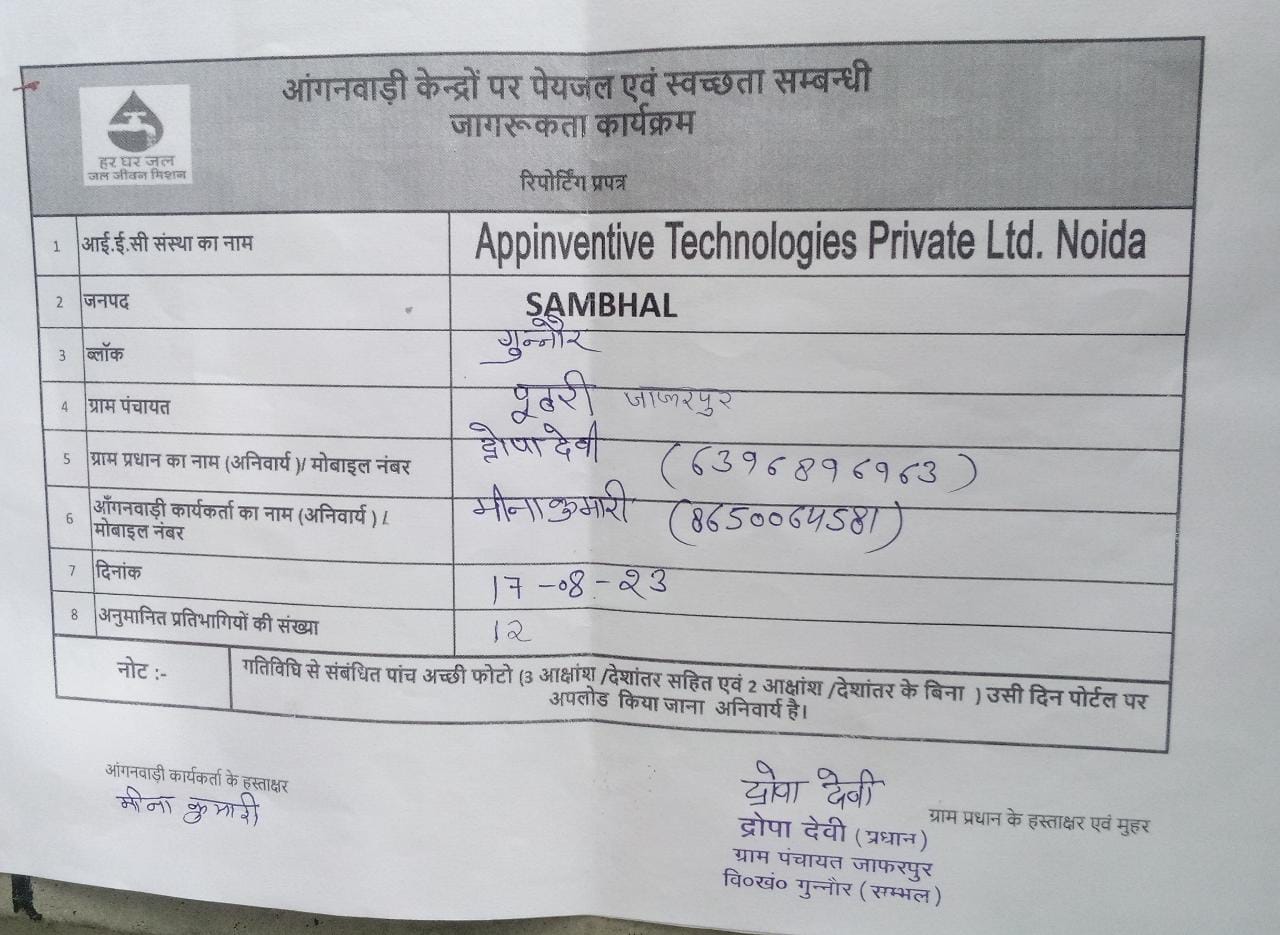 आंगनवाड़ी केन्द्रों पर पेयजल एवं स्वच्छता सम्बन्धी
जागरूकता कार्यक्रम
हर घर जल
जल जीवन मिशन
रिपोर्टिंग प्रपत्र
1 आई.ई.सी संस्था का नाम Appinventive Technologies Private Ltd. Noida
2 जनपद SAMBHAL
3 ब्लॉक गुन्नौर
4 ग्राम पंचायत जाफरपुर
5 ग्राम प्रधान का नाम (अनिवार्य )/ मोबाइल नंबर द्रोपा देवी (6396896963)
6 आँगनवाड़ी कार्यकर्ता का नाम (अनिवार्य ) /
मोबाइल नंबर मीना कुमारी (8650064581)
7 दिनांक 17-08-23
8 अनुमानित प्रतिभागियों की संख्या 12
नोट :- गतिविधि से संबंधित पांच अच्छी फोटो (3 आक्षांश /देशांतर सहित एवं 2 आक्षांश /देशांतर के बिना ) उसी दिन पोर्टल पर
अपलोड किया जाना अनिवार्य है।
आंगनवाड़ी कार्यकर्ता के हस्ताक्षर
मीना कुमारी
द्रोपा देवी
ग्राम प्रधान के हस्ताक्षर एवं मुहर
द्रोपा देवी (प्रधान)
ग्राम पंचायत जाफरपुर
वि०खं० गुन्नौर (सम्भल)